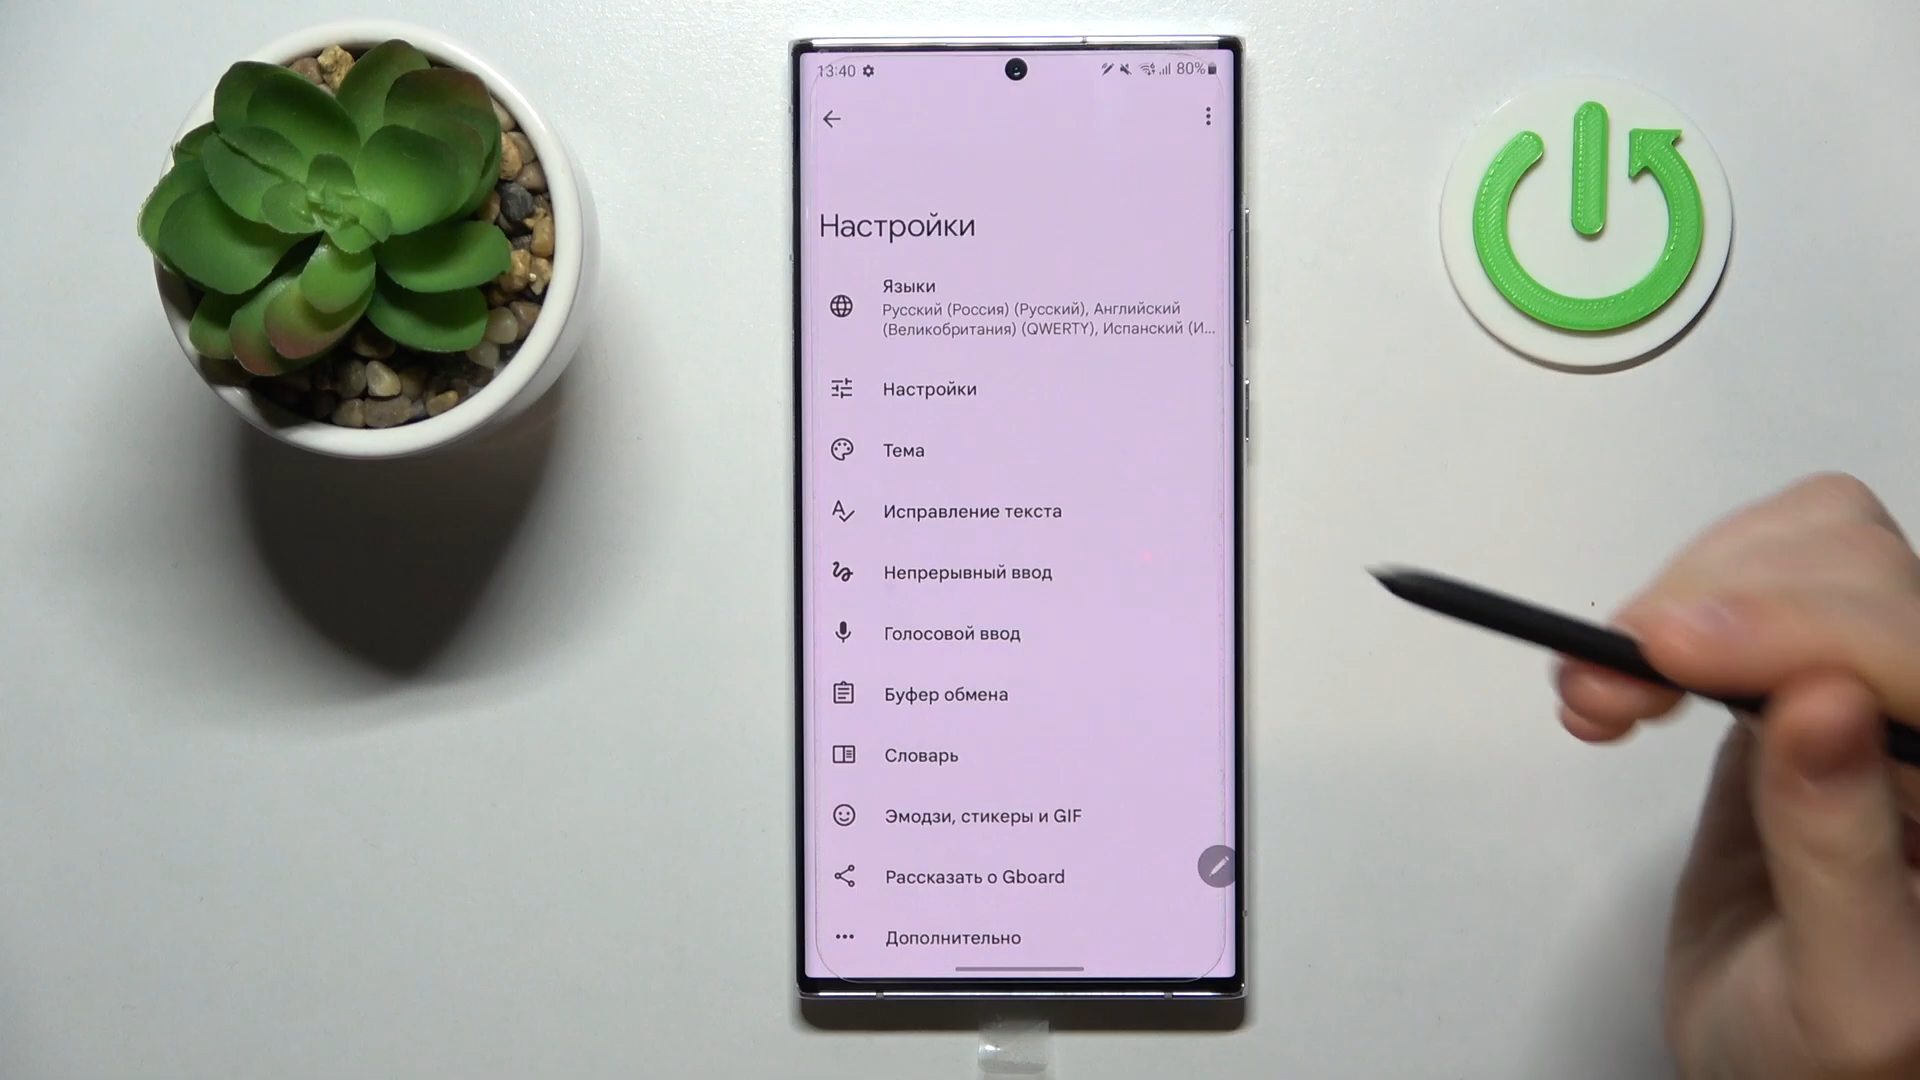 13:40 80%
Настройки
Языки
Русский (Россия) (Русский), Английский
(Великобритания) (QWERTY), Испанский (И...
Настройки
Тема
Исправление текста
Непрерывный ввод
Голосовой ввод
Буфер обмена
Словарь
Эмодзи, стикеры и GIF
Рассказать о Gboard
Дополнительно